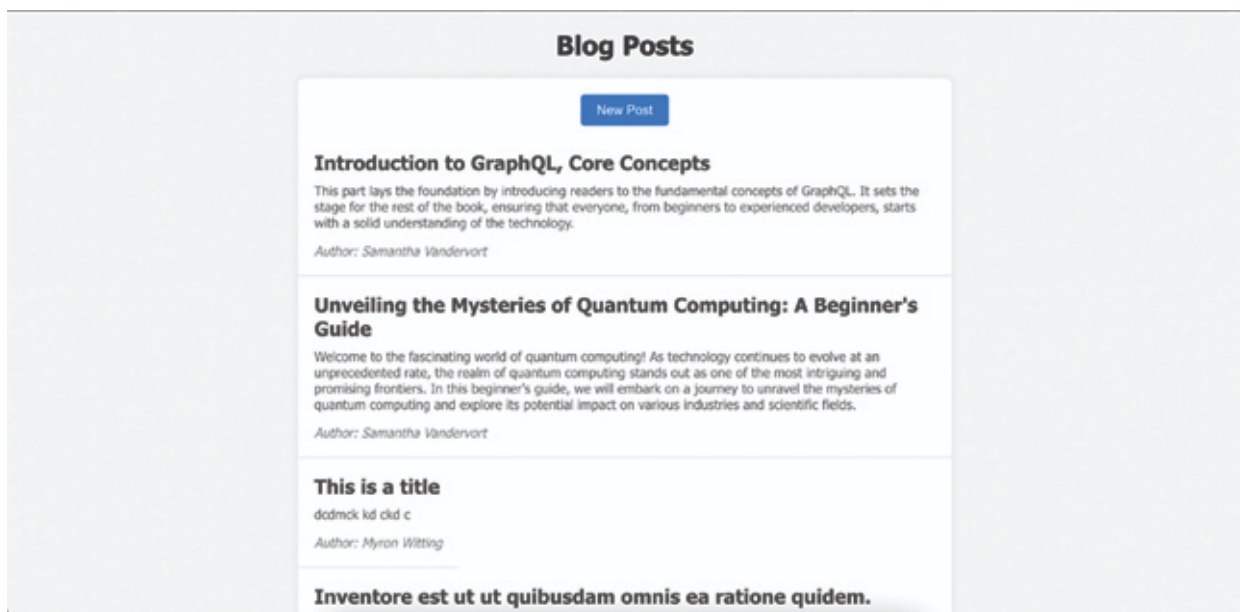 Blog Posts
New Post
Introduction to GraphQL, Core Concepts
This part lays the foundation by introducing readers to the fundamental concepts of GraphQL. It sets the
stage for the rest of the book, ensuring that everyone, from beginners to experienced developers, starts
with a solid understanding of the technology.
Author: Samantha Vandervort
Unveiling the Mysteries of Quantum Computing: A Beginner's
Guide
Welcome to the fascinating world of quantum computing! As technology continues to evolve at an
unprecedented rate, the realm of quantum computing stands out as one of the most intriguing and
promising frontiers. In this beginner's guide, we will embark on a journey to unravel the mysteries of
quantum computing and explore its potential impact on various industries and scientific fields.
Author: Samantha Vandervort
This is a title
dcdmck kd ckd c
Author: Myron Witting
Inventore est ut ut quibusdam omnis ea ratione quidem.